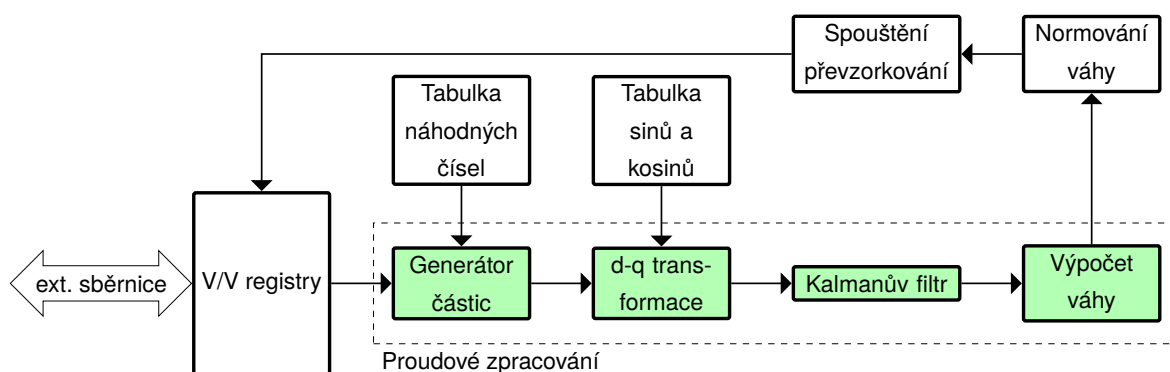 Spouštění
převzorkování
Normování
váhy
Tabulka
náhodných
čísel
Tabulka
sinů a
kosinů
ext. sběrnice
V/V registry
Generátor
částic
d-q trans-
formace
Kalmanův filtr
Výpočet
váhy
Proudové zpracování